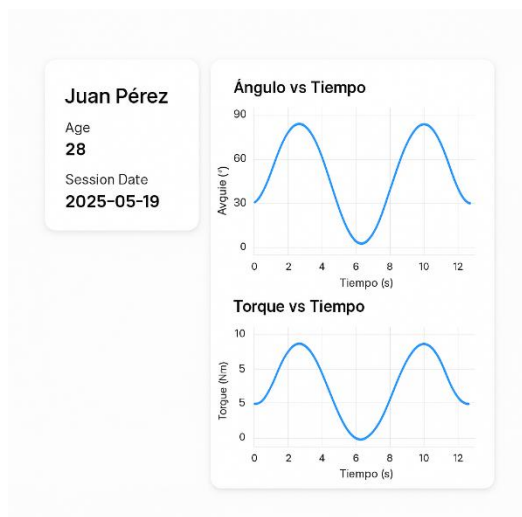 Juan Pérez
Age
28
Session Date
2025-05-19
Ángulo vs Tiempo
Avguie (°)
90
60
30
0
0 2 4 6 8 10 12
Tiempo (s)
Torque vs Tiempo
Torque (Nm)
10
5
5
0
0 2 4 6 8 10 12
Tiempo (s)